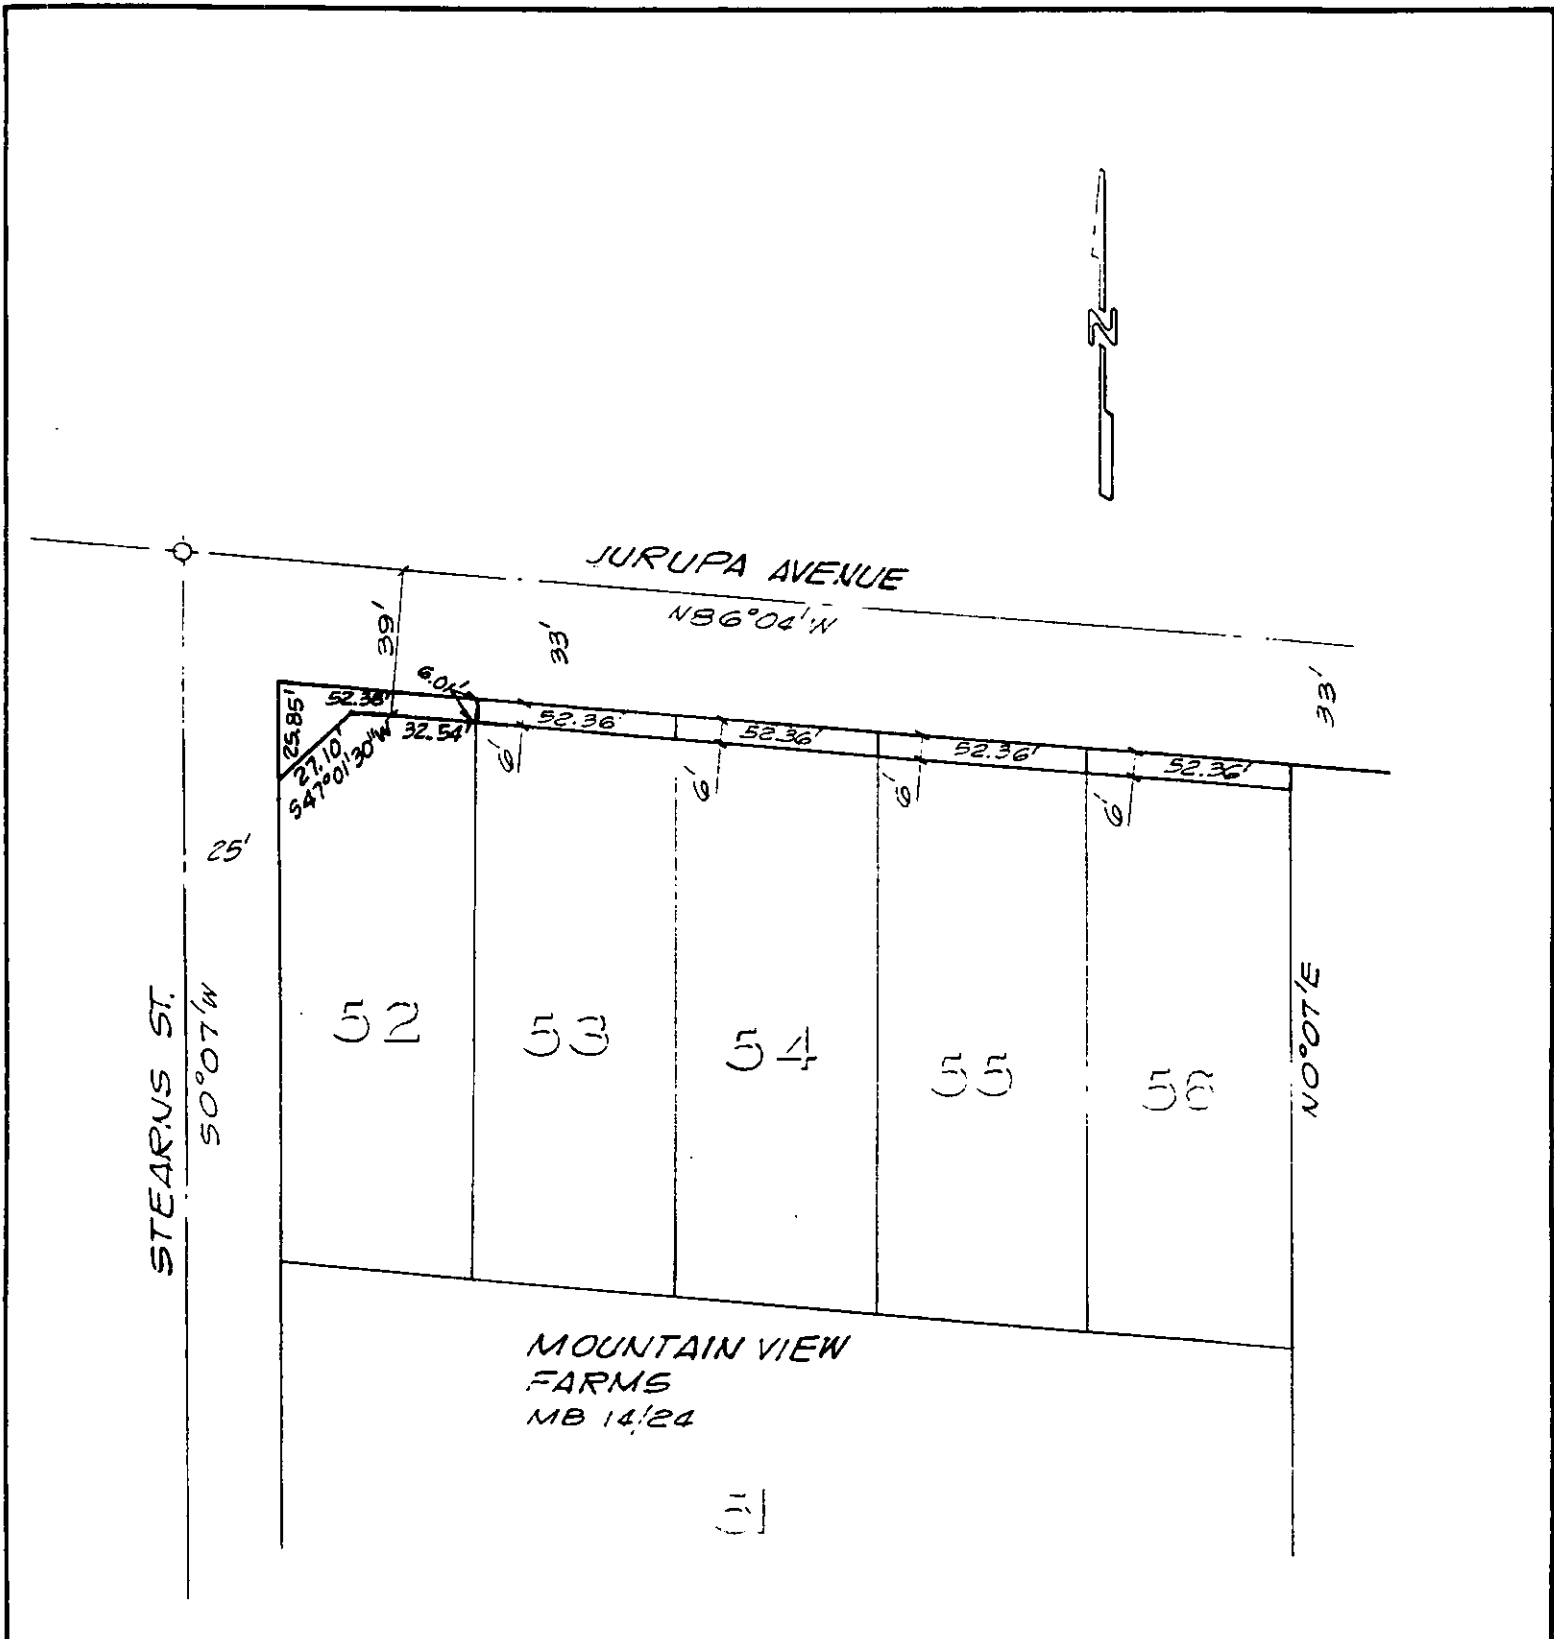 N
JURUPA AVENUE
N86°04'W
39'
33'
33'
6.01'
25.85'
52.38'
32.54'
27.10'
S47°01'30"W
52.36'
52.36'
52.36'
52.36'
6'
6'
6'
6'
25'
STEARNS ST.
S0°07'W
52
53
54
55
56
N0°07'E
MOUNTAIN VIEW
FARMS
MB 14/24